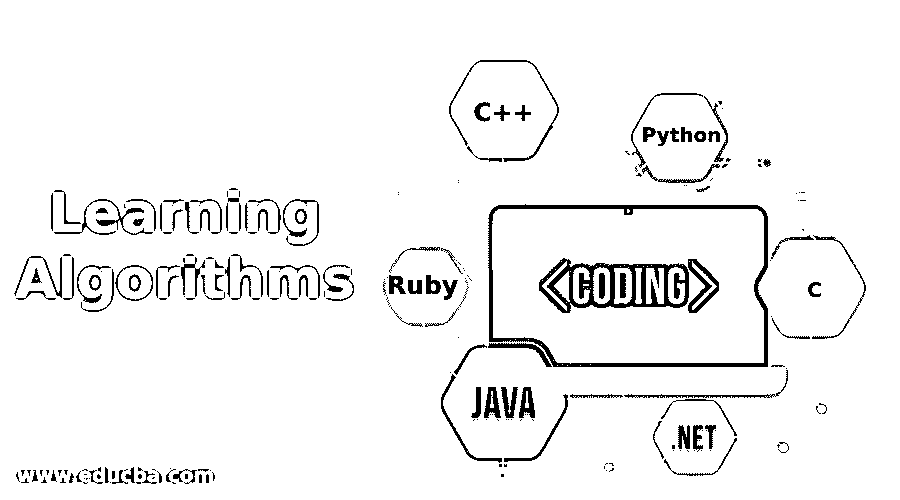 Learning
Algorithms
C++
Python
Ruby
<CODING>
C
JAVA
.NET
www.educba.com